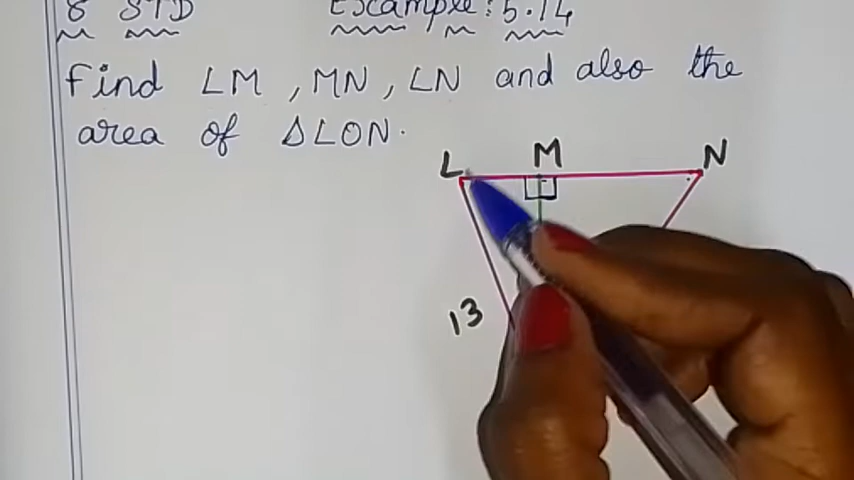 8 STD Example: 5.14
Find LM, MN, LN and also the
area of ΔLON.
L M N
13